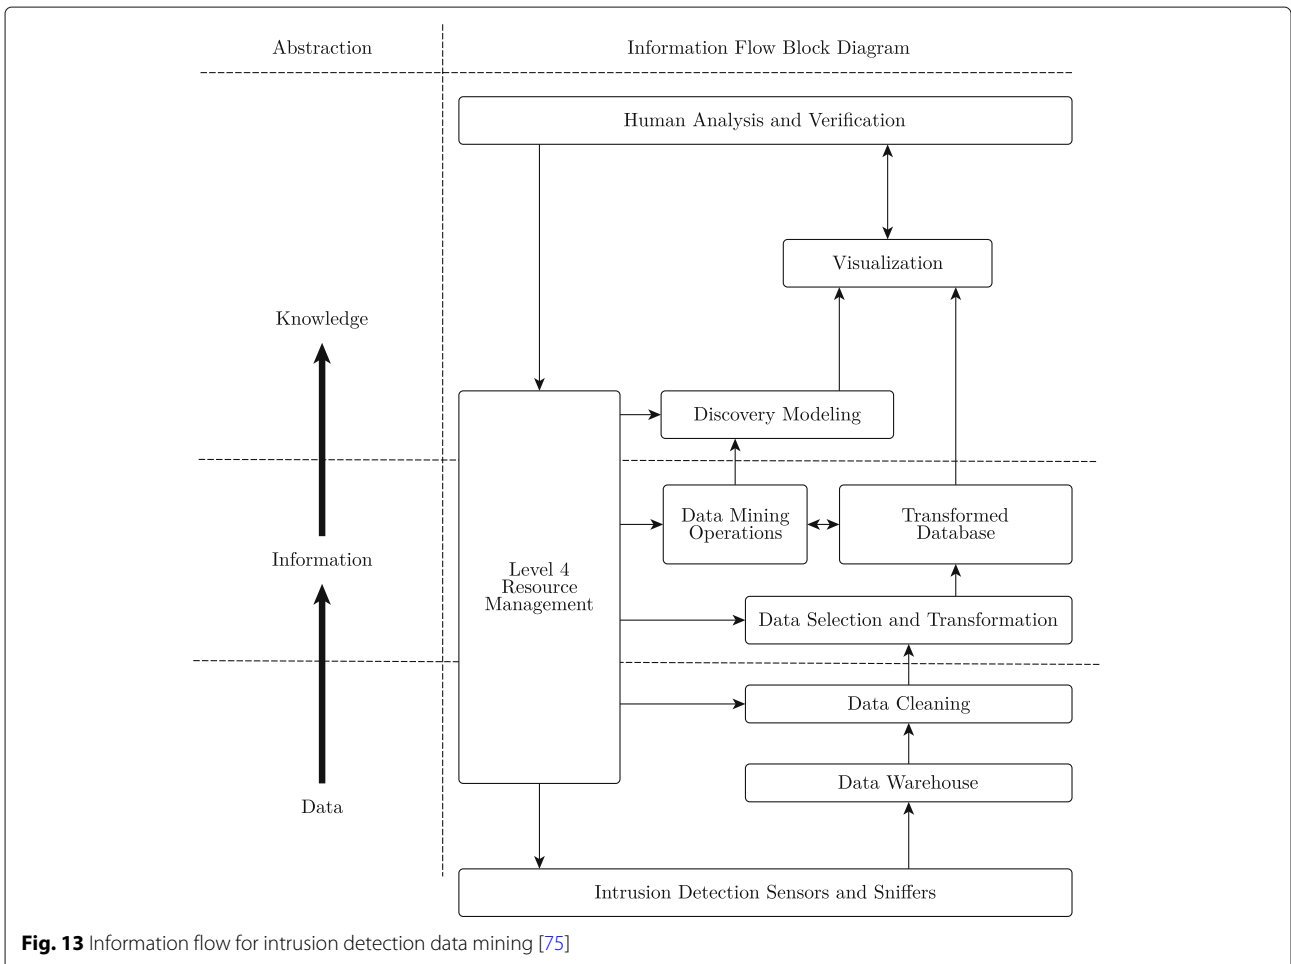 Abstraction
Information Flow Block Diagram
Human Analysis and Verification
Visualization
Knowledge
Discovery Modeling
Data Mining
Operations
Transformed
Database
Information
Level 4
Resource
Management
Data Selection and Transformation
Data Cleaning
Data Warehouse
Data
Intrusion Detection Sensors and Sniffers
Fig. 13 Information flow for intrusion detection data mining [75]